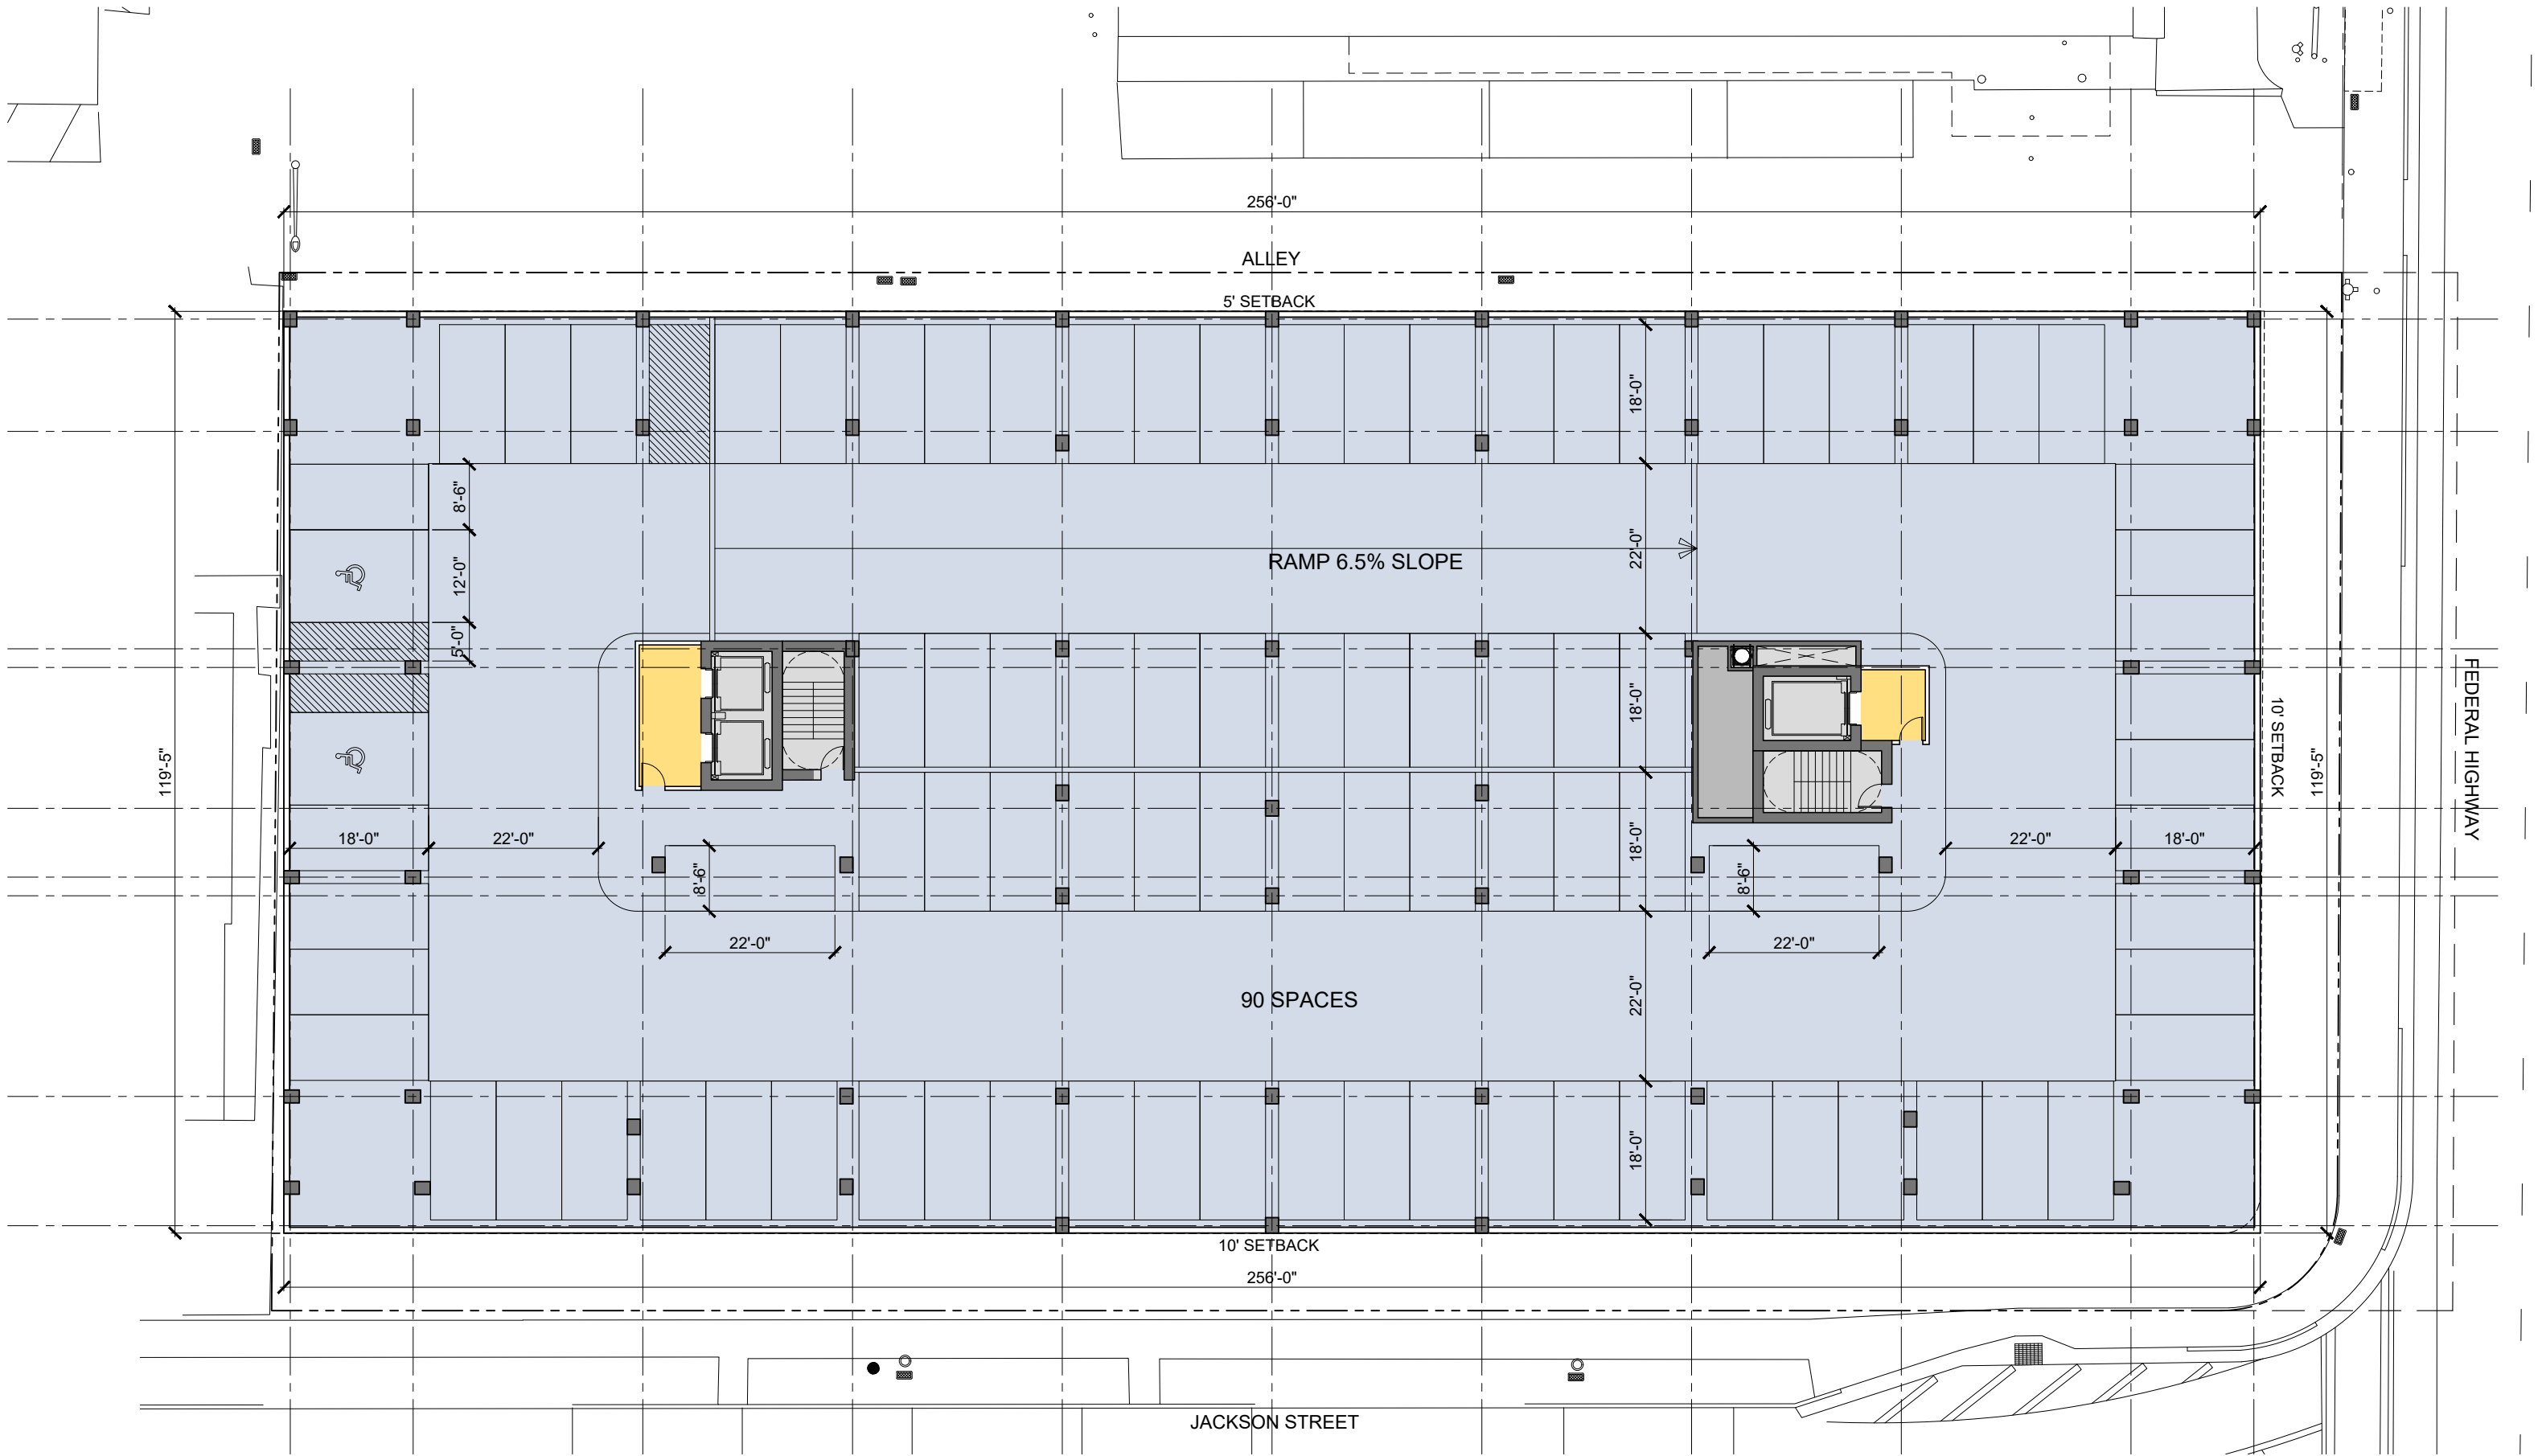 256'-0"
ALLEY
5' SETBACK
18'-0"
8'-6"
12'-0"
5'-0"
RAMP 6.5% SLOPE
22'-0"
18'-0"
119'-5"
10' SETBACK
119'-5"
FEDERAL HIGHWAY
18'-0"
22'-0"
8'-6"
18'-0"
8'-6"
22'-0"
18'-0"
22'-0"
22'-0"
90 SPACES
22'-0"
18'-0"
10' SETBACK
256'-0"
JACKSON STREET